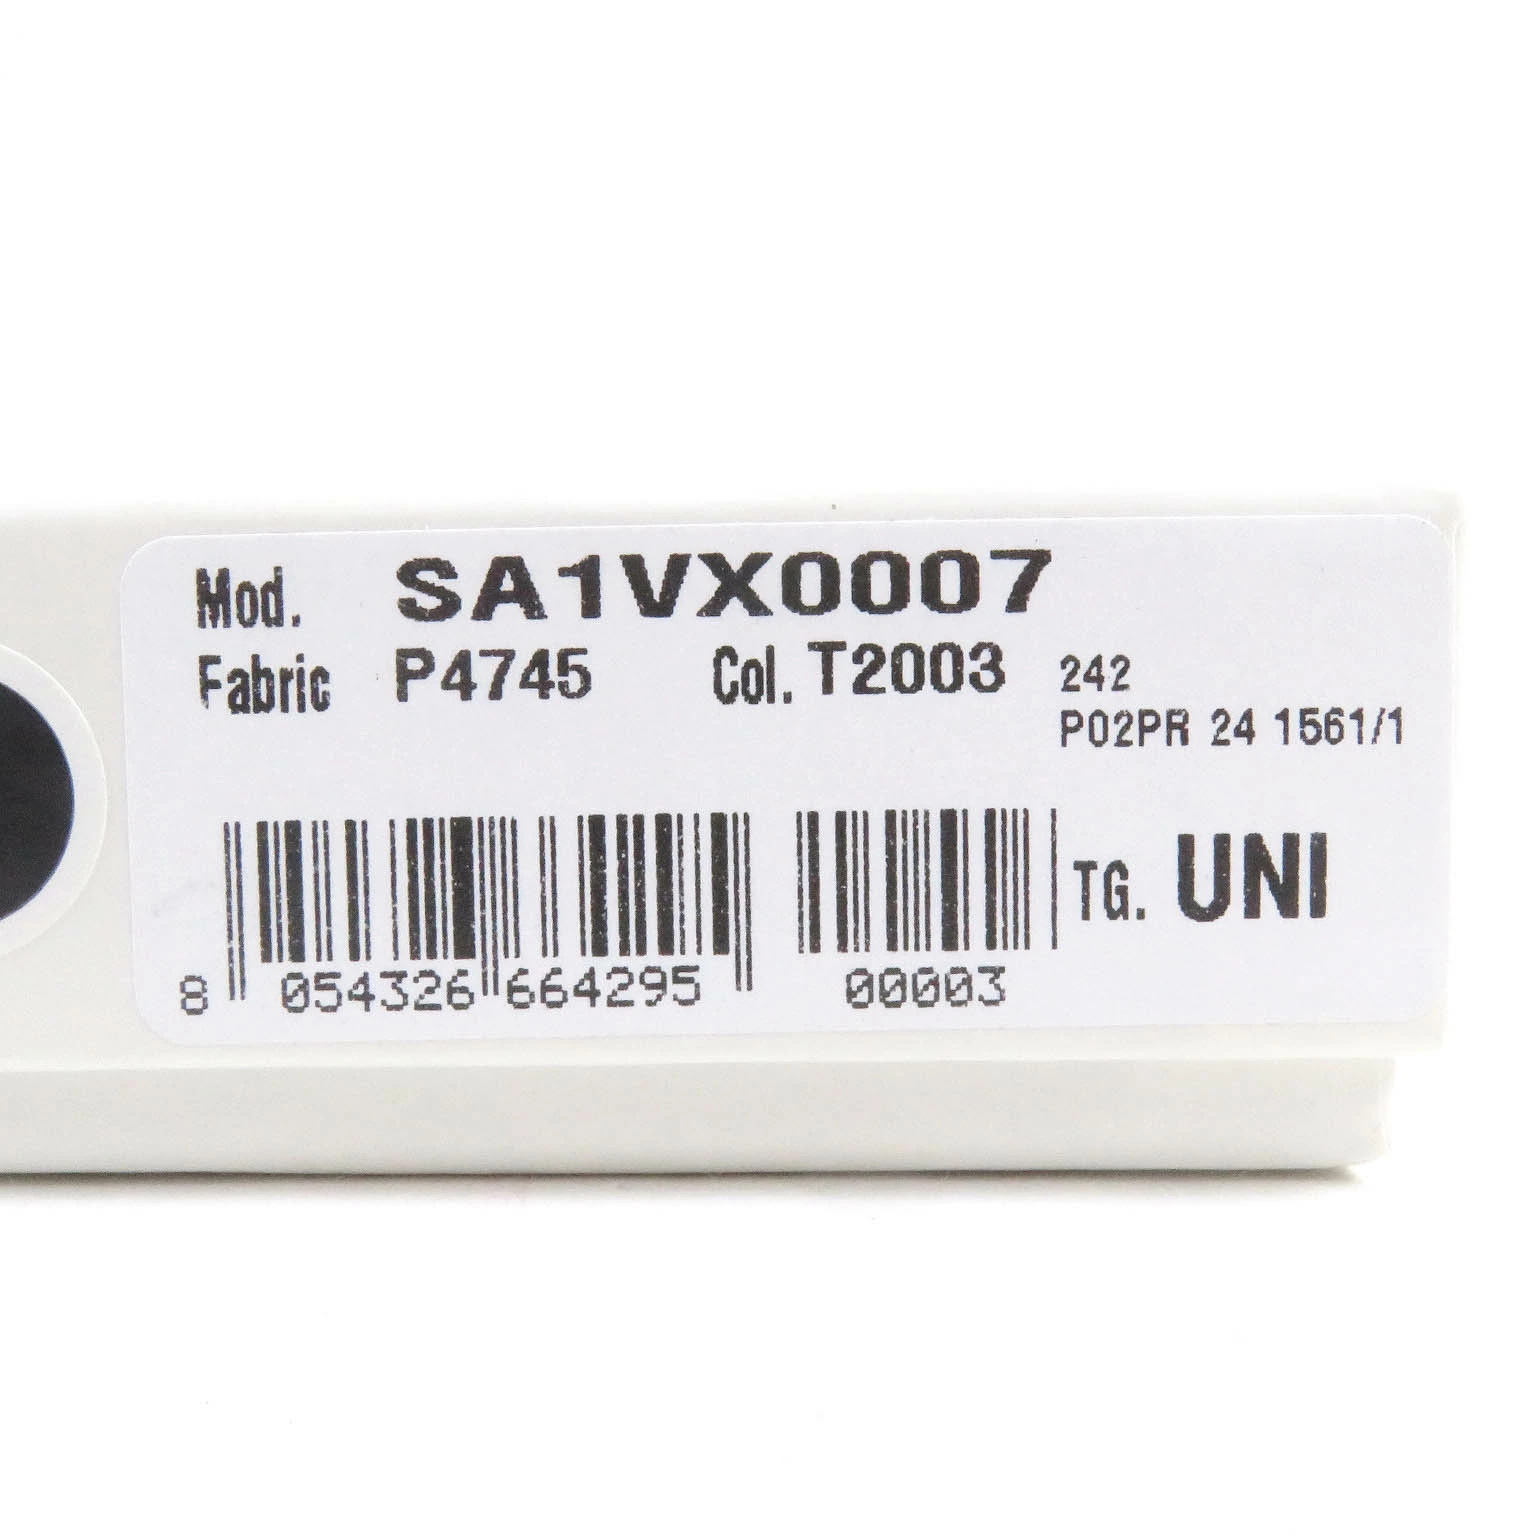 Mod. SA1VX0007
Fabric P4745 Col. T2003 242
P02PR 24 1561/1
TG. UNI
8 054326 664295 00003